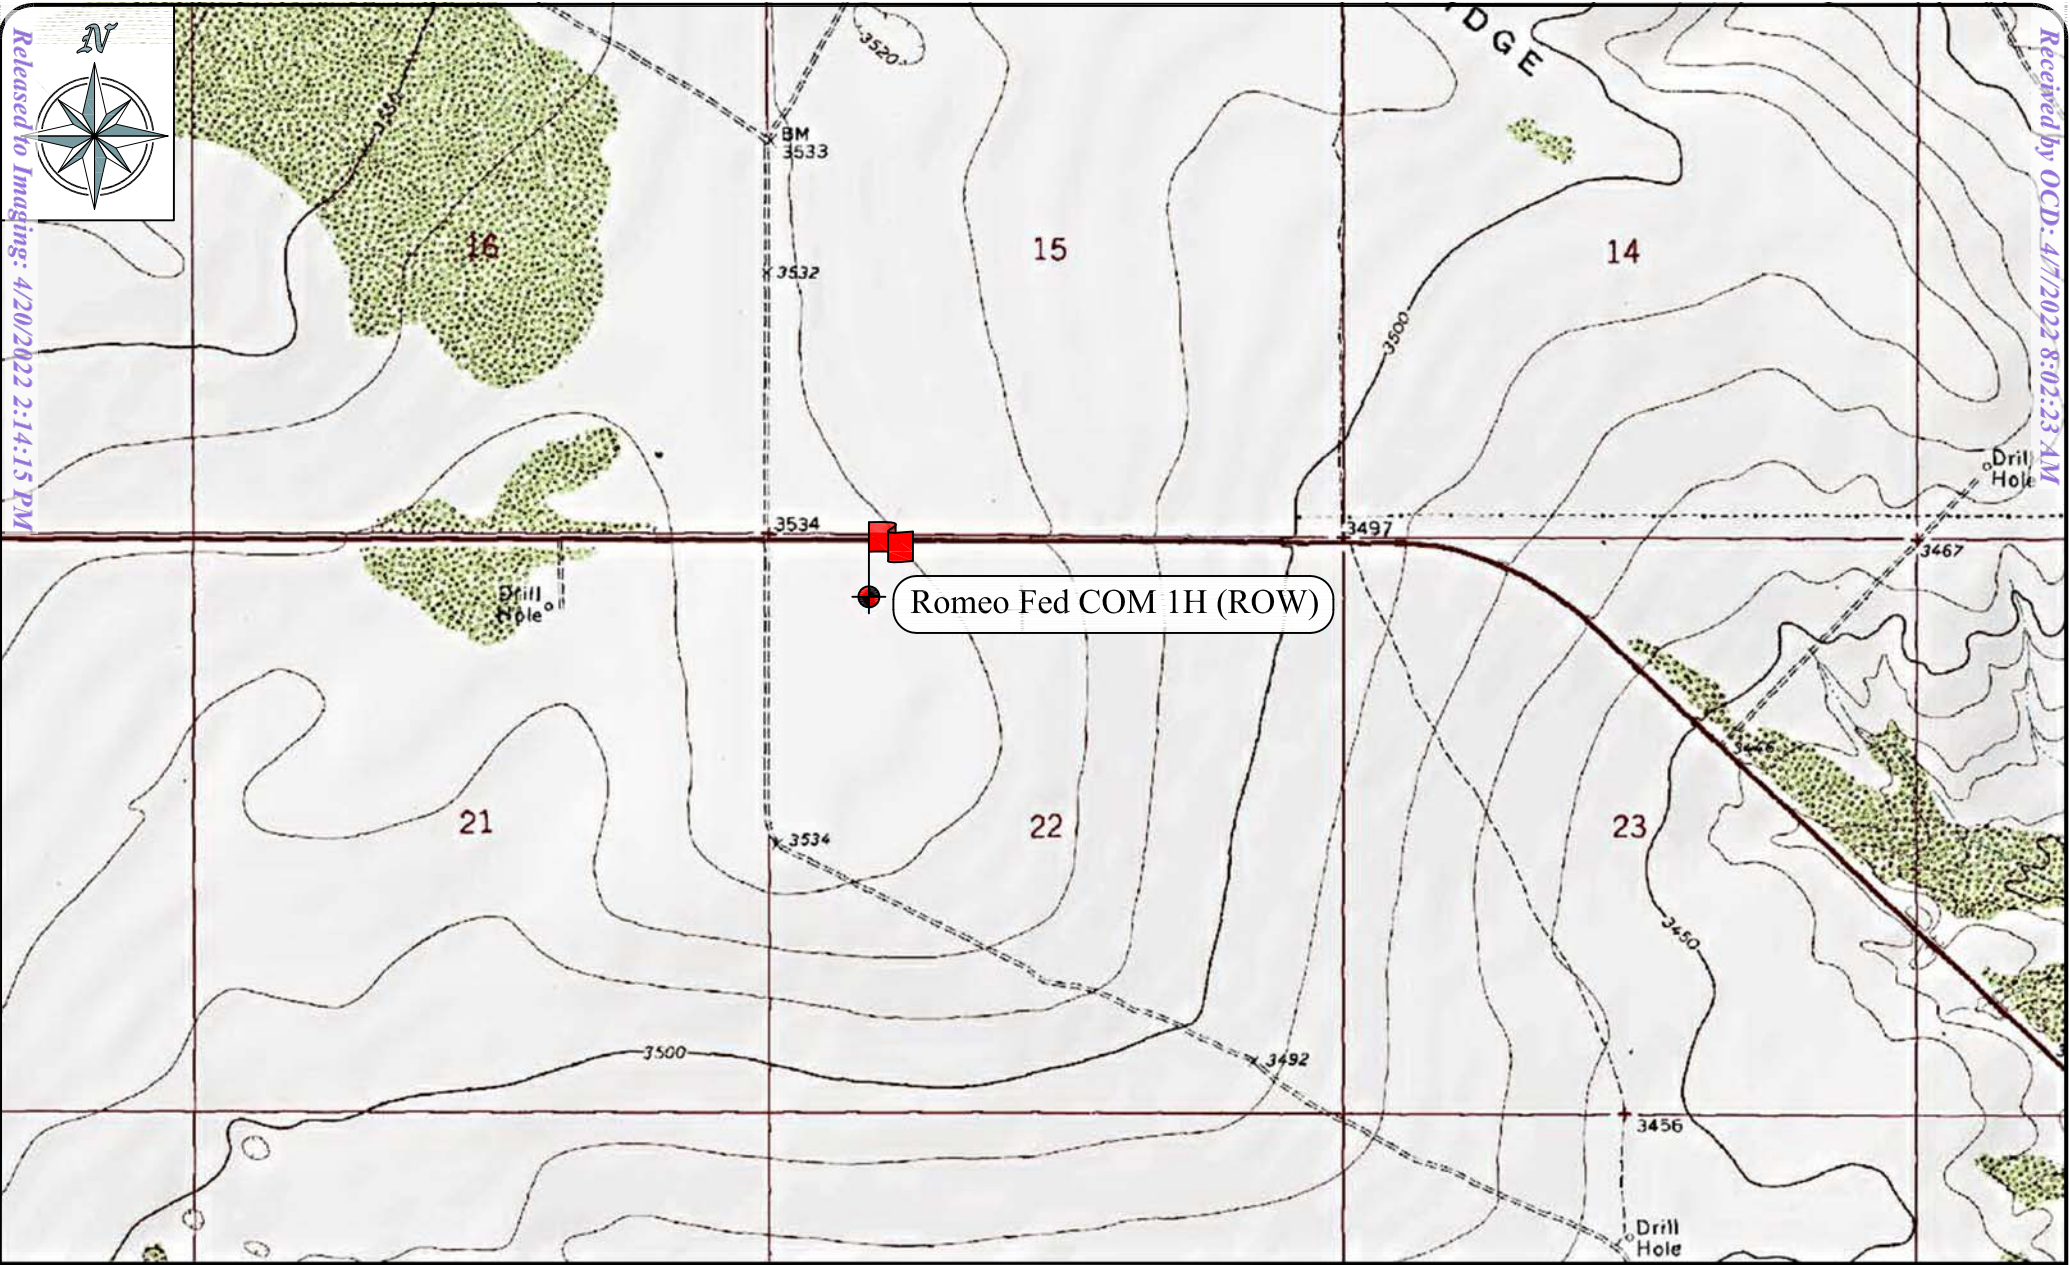 N
Released to Imaging: 4/20/2022 2:14:15 PM
Received by OCD: 4/7/2022 8:02:23 AM
3520
DGE
BM
3533
16
15
14
3532
3500
Drill
Hole
3534
3497
3467
Drill
Hole
Romeo Fed COM 1H (ROW)
21
22
23
3534
3450
3500
3492
3456
Drill
Hole